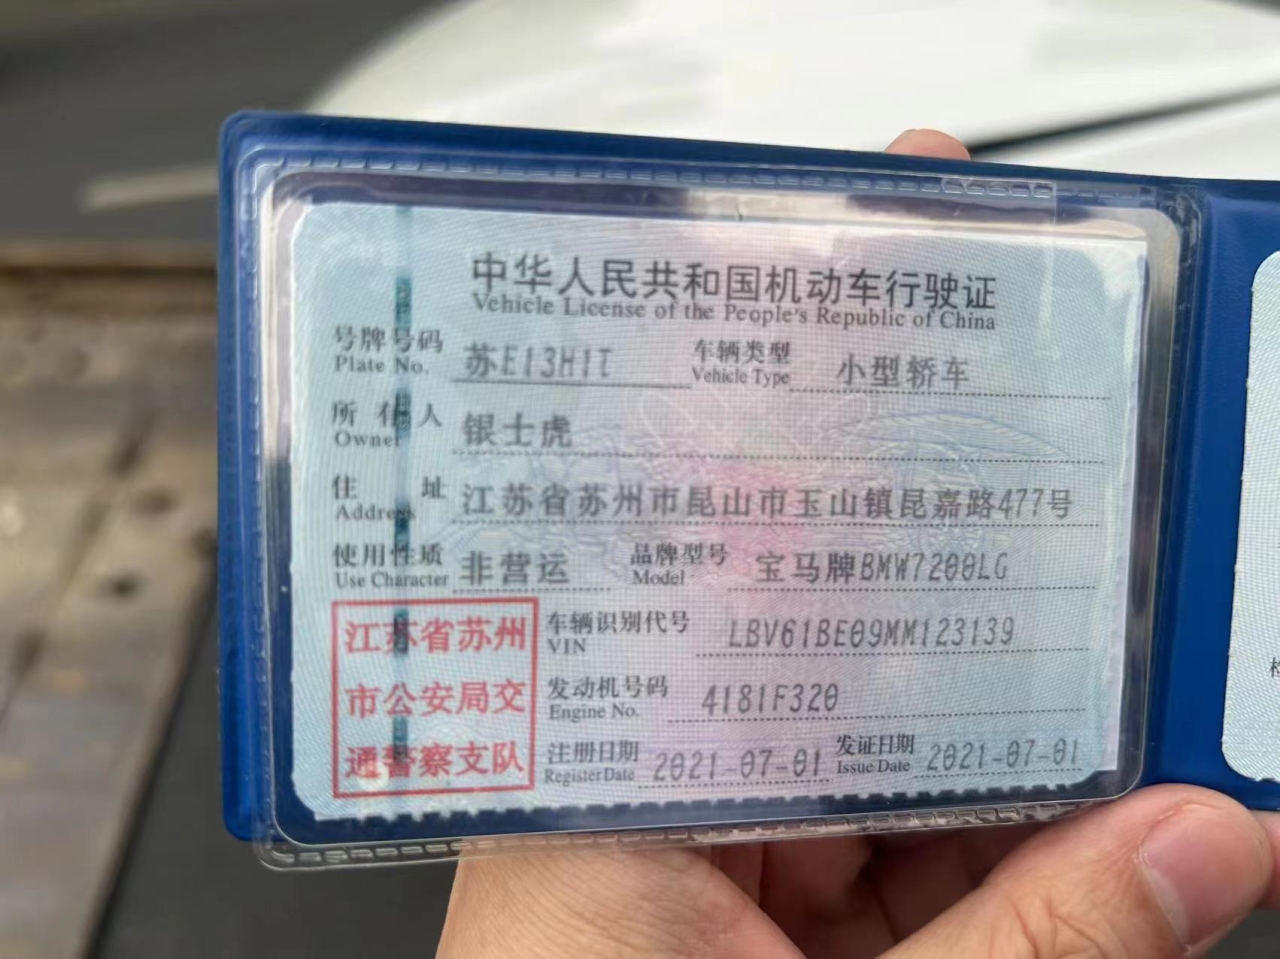 中华人民共和国机动车行驶证
Vehicle License of the People's Republic of China
号牌号码 苏E13H1T 车辆类型 小型轿车
Plate No. Vehicle Type
所有人 银士虎
Owner
住址 江苏省苏州市昆山市玉山镇昆嘉路477号
Address
使用性质 非营运 品牌型号 宝马牌BMW7200LG
Use Character Model
江苏省苏州 车辆识别代号 LBV61BE09MM123139
VIN
市公安局交 发动机号码 4181F320
Engine No.
通警察支队 注册日期 2021-07-01 发证日期 2021-07-01
Register Date Issue Date